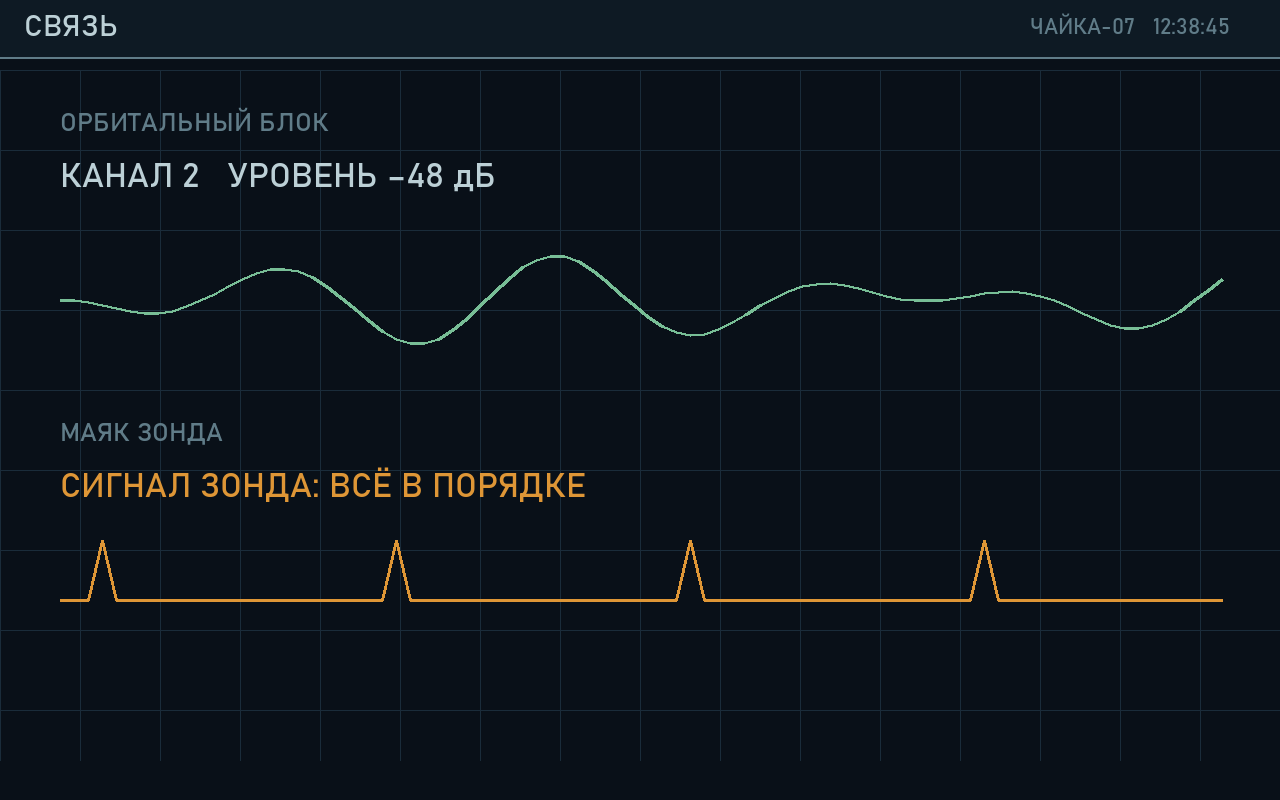 СВЯЗЬ
ЧАЙКА-07 12:38:45
ОРБИТАЛЬНЫЙ БЛОК
КАНАЛ 2 УРОВЕНЬ −48 дБ
МАЯК ЗОНДА
СИГНАЛ ЗОНДА: ВСЁ В ПОРЯДКЕ